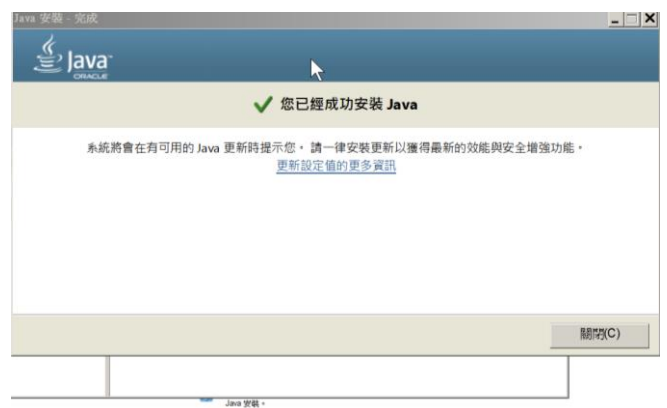 Java 安裝 - 完成
Java™
ORACLE
您已經成功安裝 Java
系統將會在有可用的 Java 更新時提示您。 請一律安裝更新以獲得最新的效能與安全增強功能。
更新設定值的更多資訊
關閉(C)
Java 安裝。